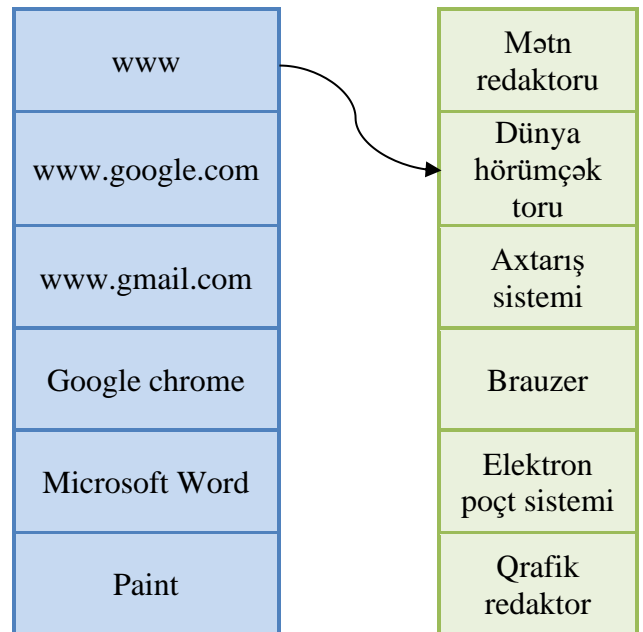 www
www.google.com
www.gmail.com
Google chrome
Microsoft Word
Paint
Mətn
redaktoru
Dünya
hörümçək
toru
Axtarış
sistemi
Brauzer
Elektron
poçt sistemi
Qrafik
redaktor